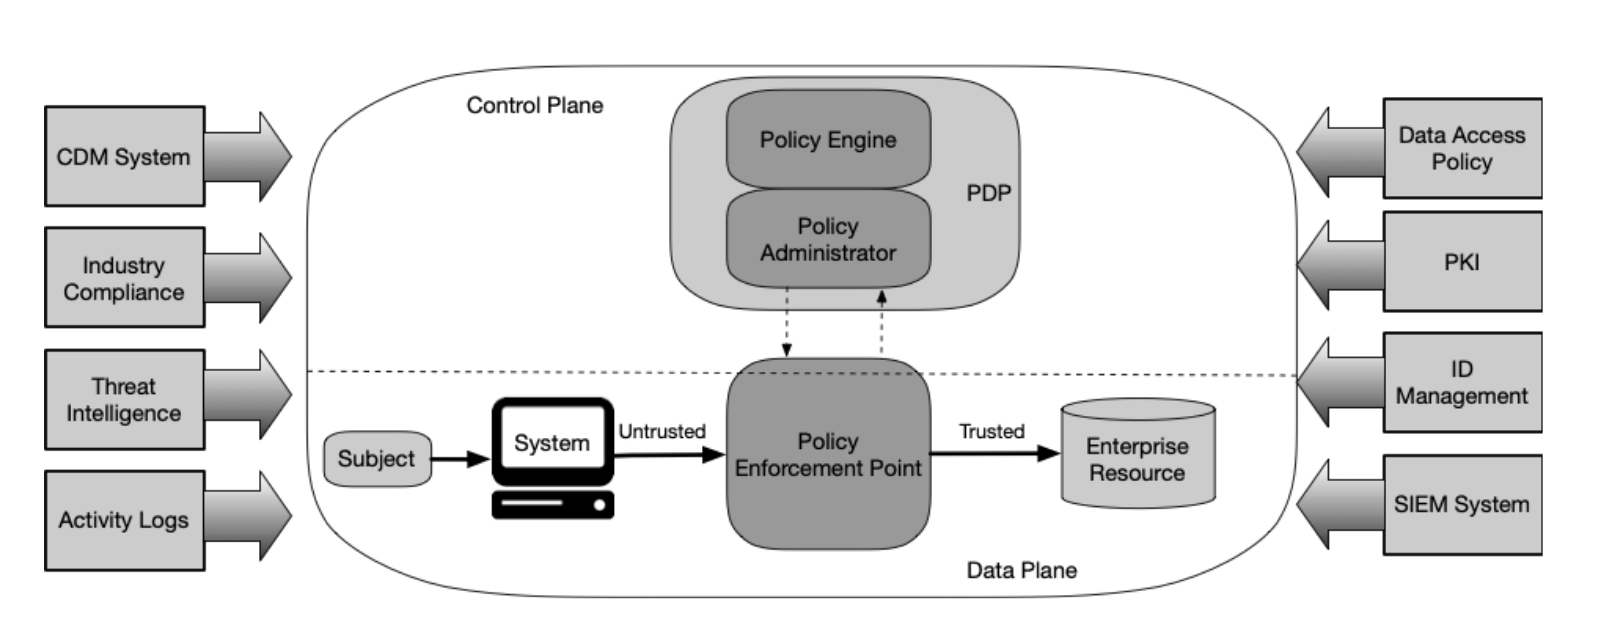 Control Plane
Policy Engine
PDP
Policy
Administrator
CDM System
Industry
Compliance
Threat
Intelligence
Activity Logs
Data Access
Policy
PKI
ID
Management
SIEM System
Subject
System
Untrusted
Policy
Enforcement Point
Trusted
Enterprise
Resource
Data Plane